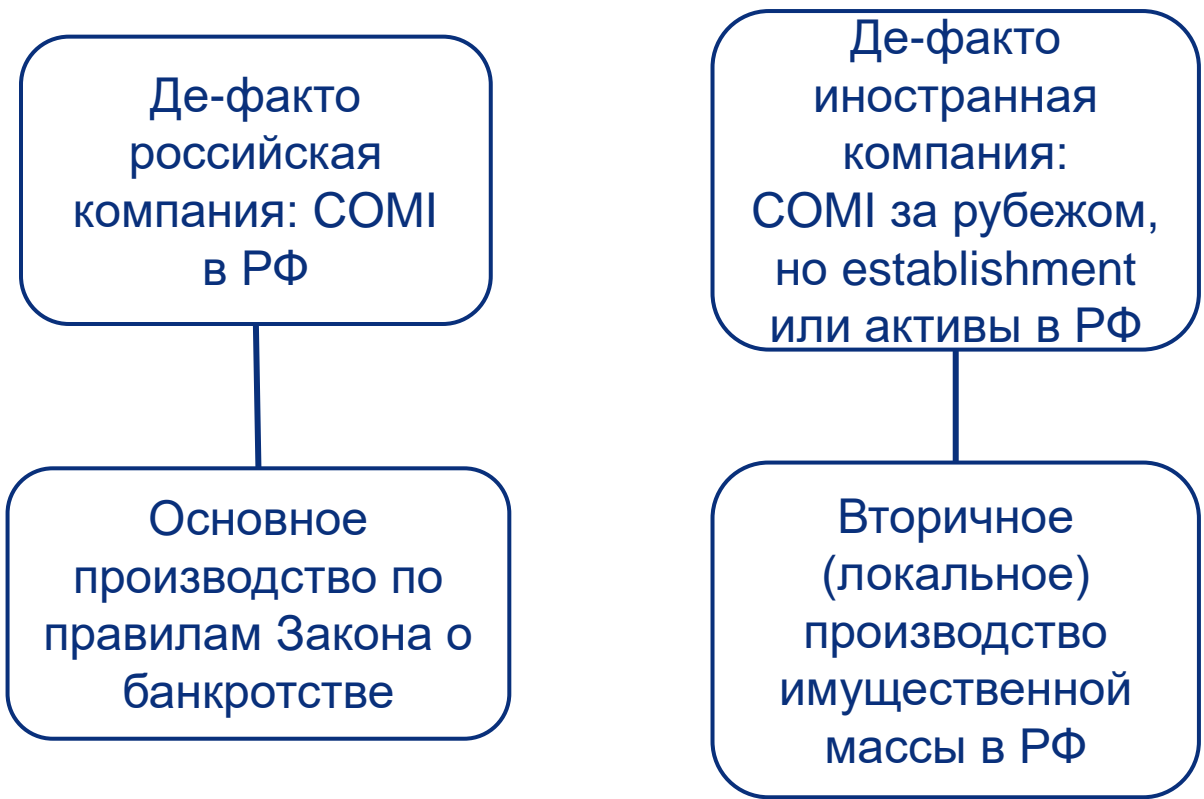 Де-факто
российская
компания: COMI
в РФ
Основное
производство по
правилам Закона о
банкротстве
Де-факто
иностранная
компания:
COMI за рубежом,
но establishment
или активы в РФ
Вторичное
(локальное)
производство
имущественной
массы в РФ